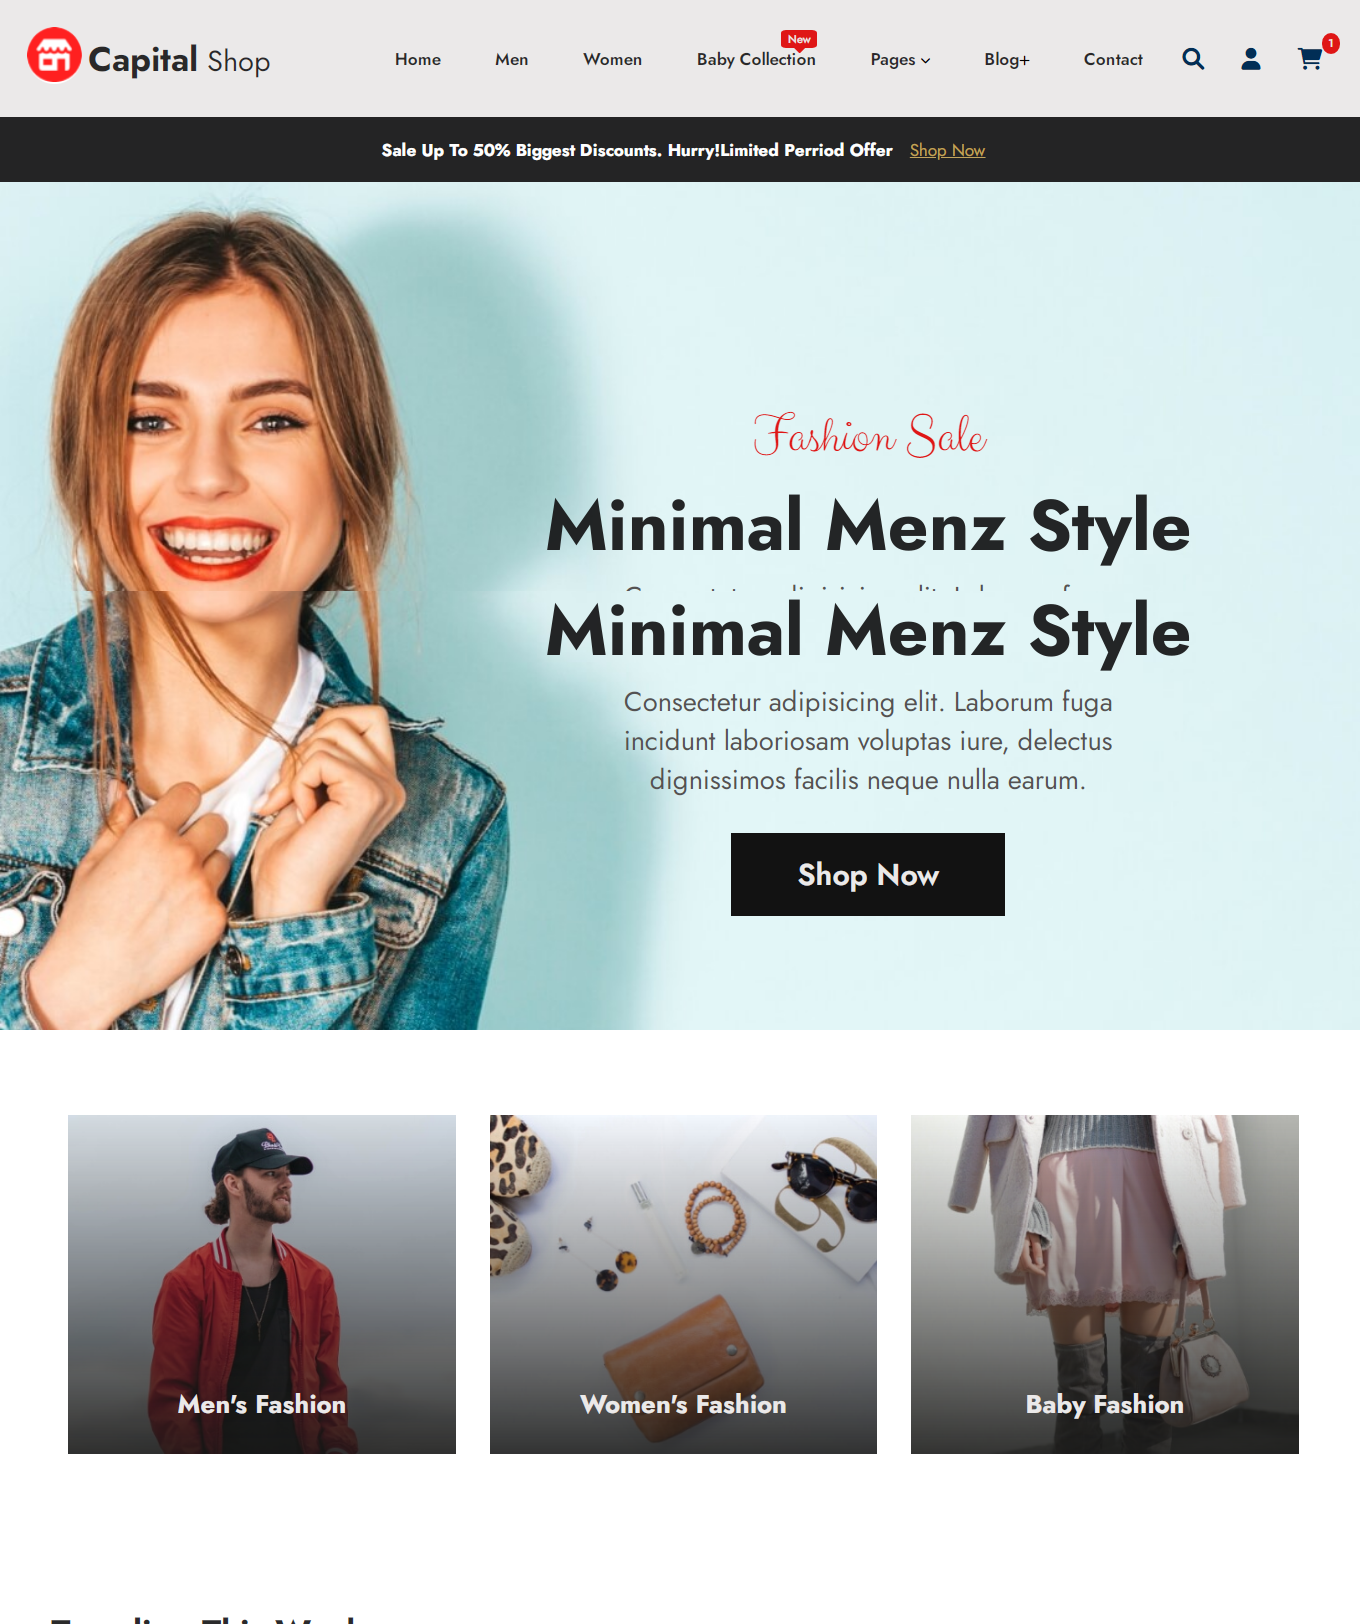 Capital Shop
Home Men Women Baby Collection New Pages Blog+ Contact 1
Sale Up To 50% Biggest Discounts. Hurry!Limited Perriod Offer Shop Now
Fashion Sale
Minimal Menz Style
Minimal Menz Style
Consectetur adipisicing elit. Laborum fuga
incidunt laboriosam voluptas iure, delectus
dignissimos facilis neque nulla earum.
Shop Now
Men's Fashion
Women's Fashion
Baby Fashion